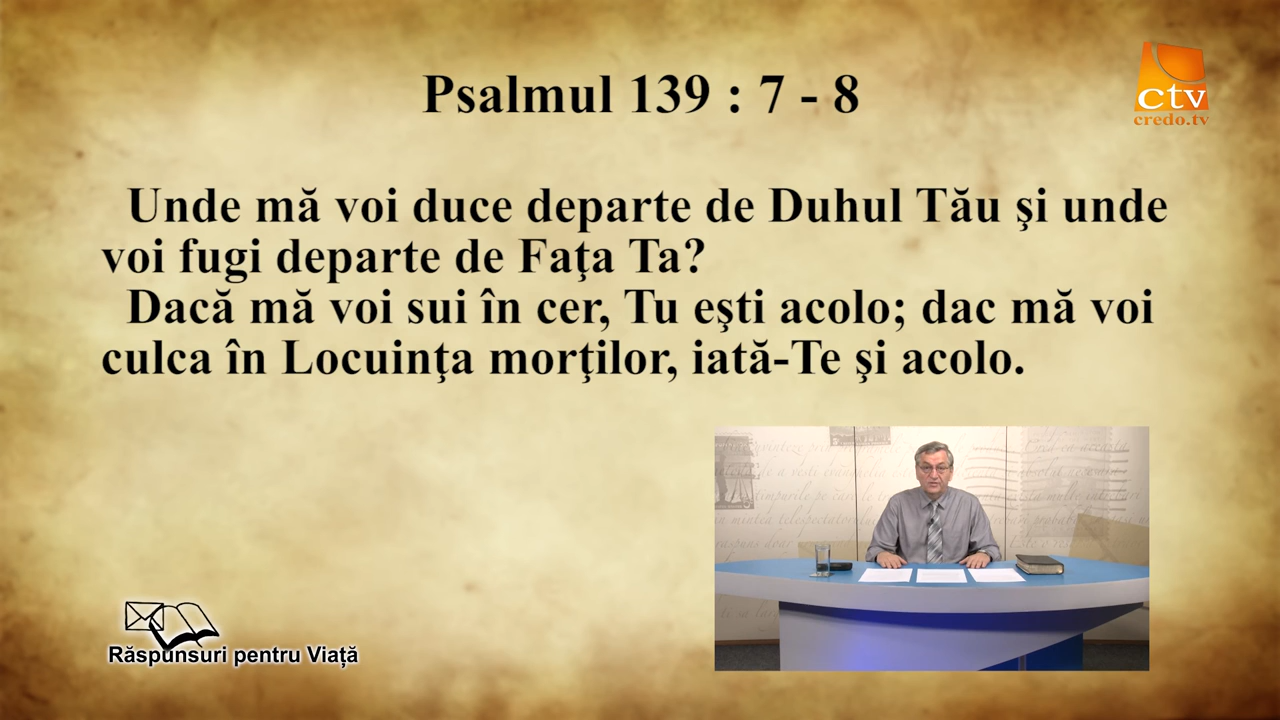 Psalmul 139 : 7 - 8
ctv
credo.tv
Unde mă voi duce departe de Duhul Tău şi unde
voi fugi departe de Faţa Ta?
Dacă mă voi sui în cer, Tu eşti acolo; dac mă voi
culca în Locuinţa morţilor, iată-Te şi acolo.
Răspunsuri pentru Viaţă